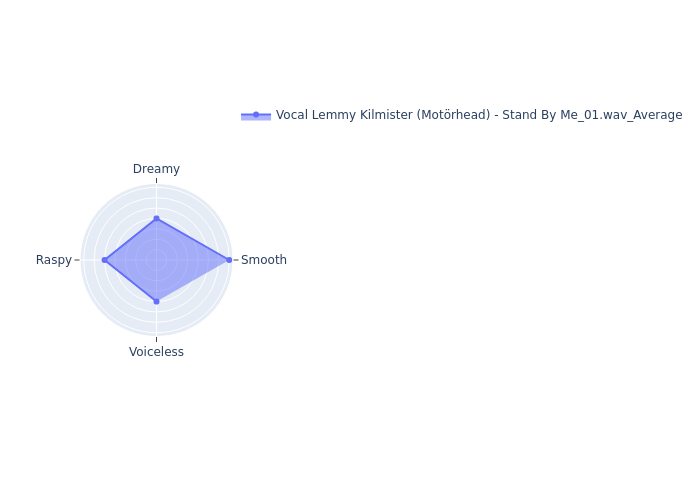 Vocal Lemmy Kilmister (Motörhead) - Stand By Me_01.wav_Average
Dreamy
Raspy
Smooth
Voiceless